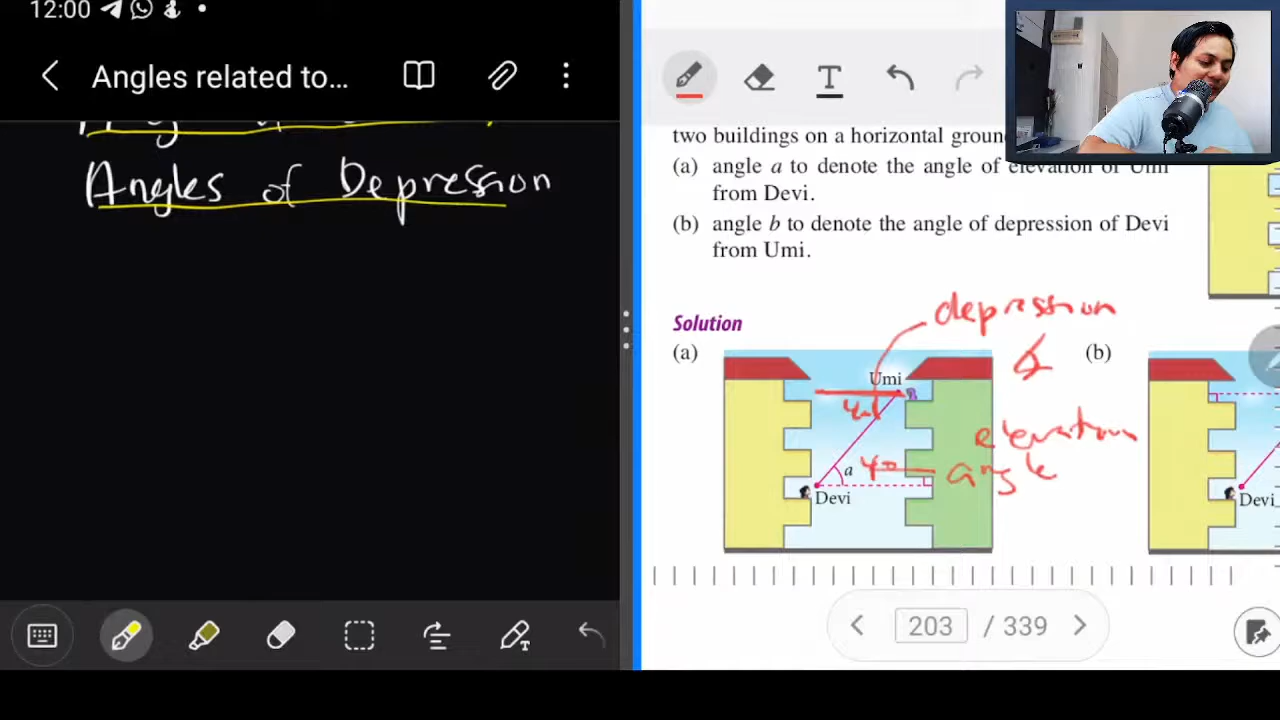 12:00
Angles related to...
Angles of Depression
two buildings on a horizontal groun
(a) angle a to denote the angle of elevation of Umi
from Devi.
(b) angle b to denote the angle of depression of Devi
from Umi.
Solution
depression
(a)
(b)
Umi
40
elevation
a
40
angle
Devi
Devi
203 / 339
T